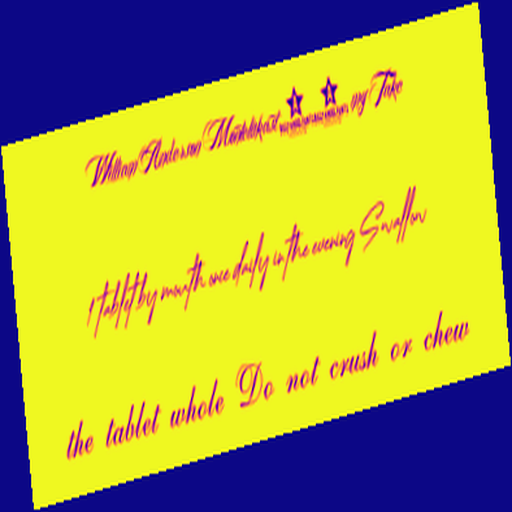 William Anderson Montelukast mg Take
1 tablet by mouth once daily in the evening Swallow
the tablet whole Do not crush or chew